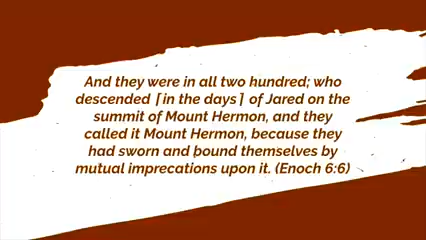 And they were in all two hundred; who
descended ⌈in the days⌉ of Jared on the
summit of Mount Hermon, and they
called it Mount Hermon, because they
had sworn and bound themselves by
mutual imprecations upon it. (Enoch 6:6)